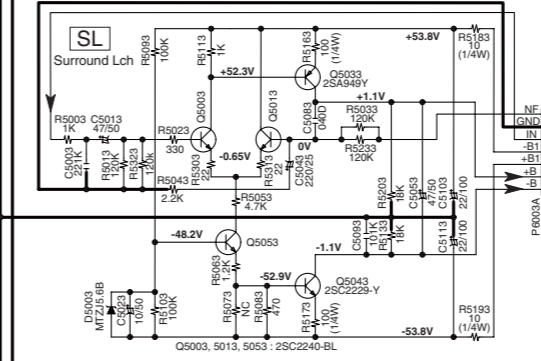 SL
Surround Lch
R5093
100K
R5113
1K
+52.3V
R5163
100
(1/4W)
Q5033
2SA949Y
+53.8V
R5183
10
(1/4W)
Q5003
Q5013
+1.1V
C5083
040D
R5033
120K
R5233
120K
NF
GND
IN
-B1
+B1
+B
-B
P6003A
R5003
1K
C5013
47/50
C5003
221K
R5013
120K
R5323
120k
R5023
330
R5303
22
-0.65V
R5313
22
0V
C5043
220/25
R5043
2.2K
R5053
4.7K
R5203
18K
C5053
47/50
C5103
22/100
C5093
101K
R5133
18K
C5113
22/100
-48.2V
Q5053
-1.1V
R5063
1.2K
-52.9V
Q5043
2SC2229-Y
D5003
MTZJ5.6B
C5023
10/50
R5103
100K
R5073
NC
R5083
470
R5173
100
(1/4W)
-53.8V
R5193
10
(1/4W)
Q5003, 5013, 5053 : 2SC2240-BL